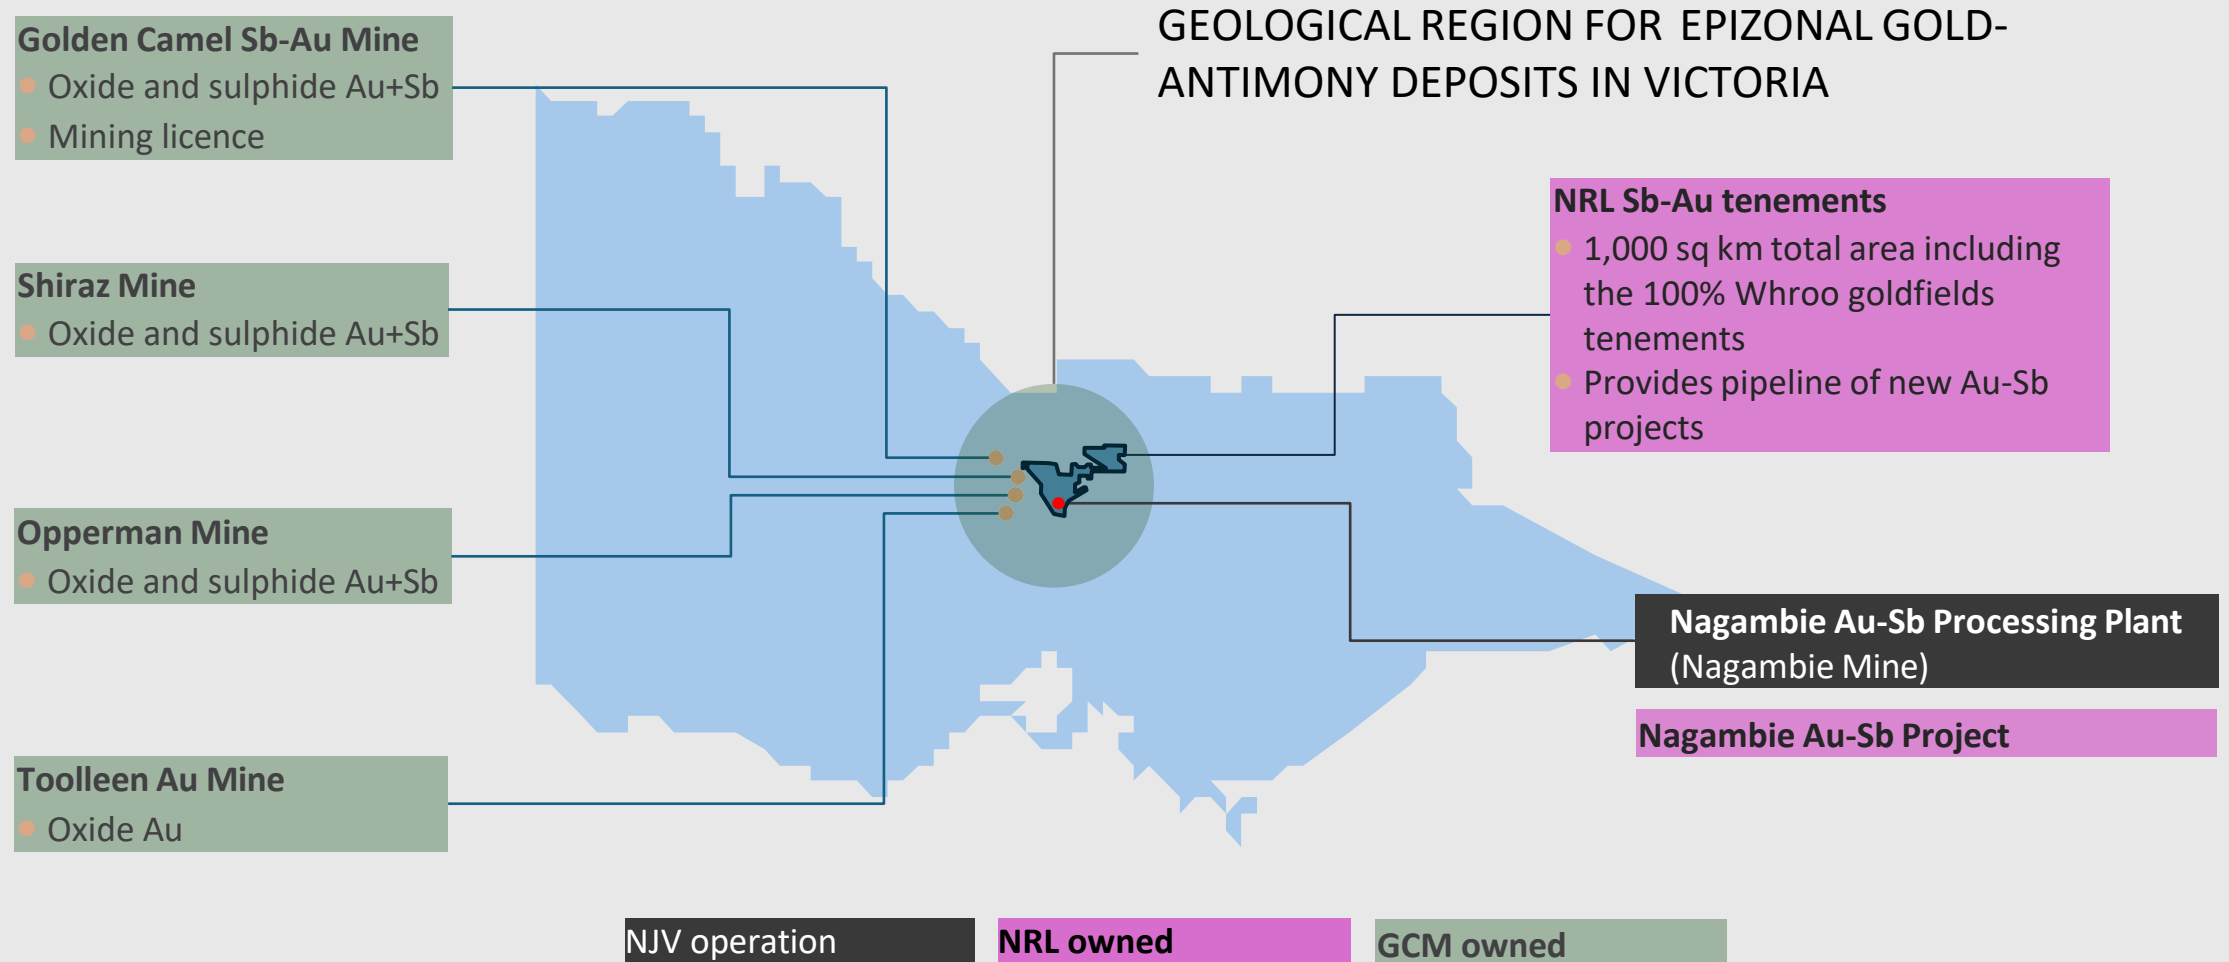 GEOLOGICAL REGION FOR EPIZONAL GOLD-
ANTIMONY DEPOSITS IN VICTORIA
Golden Camel Sb-Au Mine
Oxide and sulphide Au+Sb
Mining licence
Shiraz Mine
Oxide and sulphide Au+Sb
Opperman Mine
Oxide and sulphide Au+Sb
Toolleen Au Mine
Oxide Au
NRL Sb-Au tenements
1,000 sq km total area including
the 100% Whroo goldfields
tenements
Provides pipeline of new Au-Sb
projects
Nagambie Au-Sb Processing Plant
(Nagambie Mine)
Nagambie Au-Sb Project
NJV operation
NRL owned
GCM owned